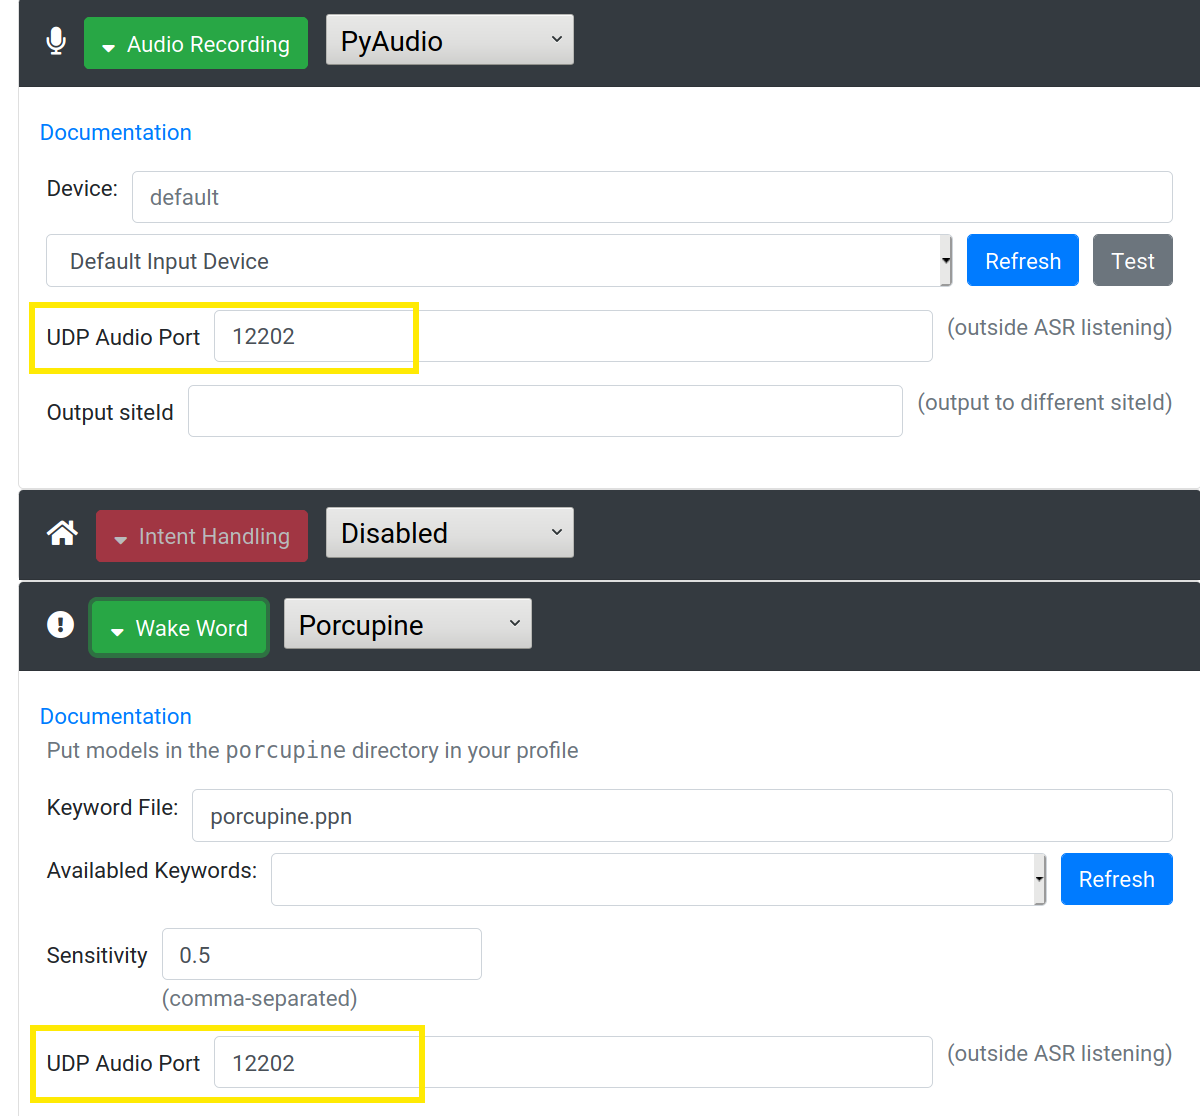 Audio Recording PyAudio
Documentation
Device: default
Default Input Device Refresh Test
UDP Audio Port 12202 (outside ASR listening)
Output siteId (output to different siteId)
Intent Handling Disabled
Wake Word Porcupine
Documentation
Put models in the porcupine directory in your profile
Keyword File: porcupine.ppn
Availabled Keywords: Refresh
Sensitivity 0.5
(comma-separated)
UDP Audio Port 12202 (outside ASR listening)